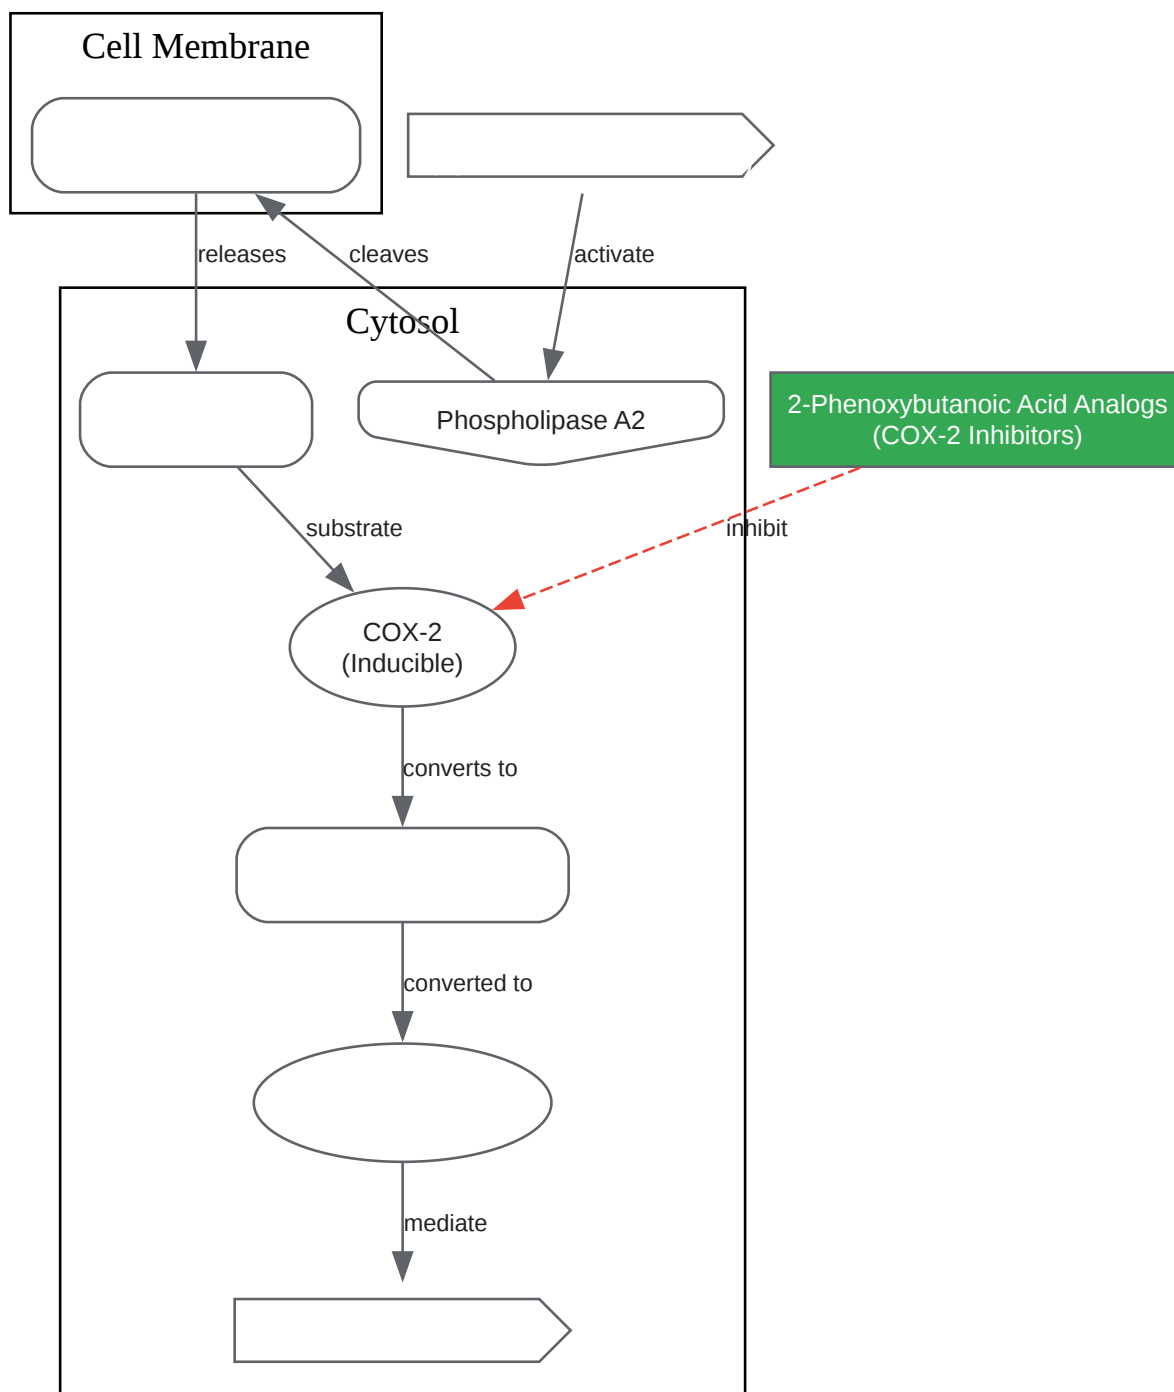 Cell Membrane
releases
cleaves
activate
Cytosol
Phospholipase A2
2-Phenoxybutanoic Acid Analogs
(COX-2 Inhibitors)
substrate
inhibit
COX-2
(Inducible)
converts to
converted to
mediate